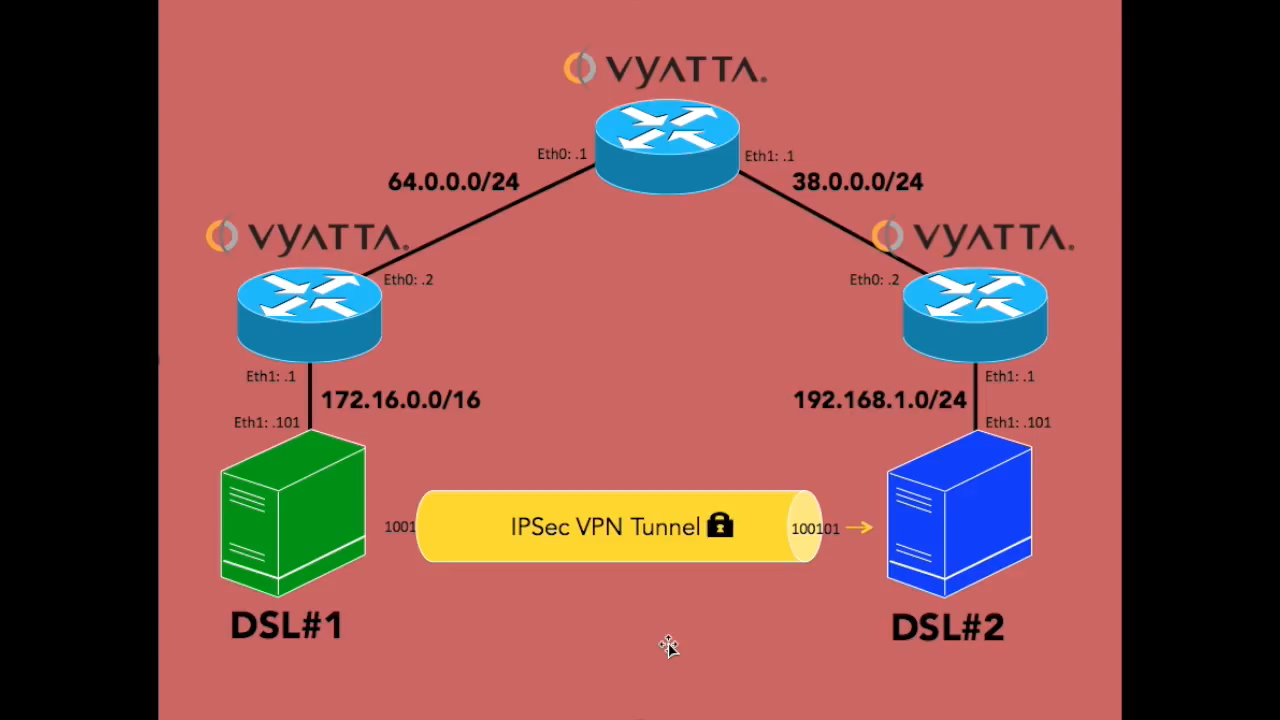 VYATTA.
Eth0: .1
Eth1: .1
64.0.0.0/24
38.0.0.0/24
VYATTA.
VYATTA.
Eth0: .2
Eth0: .2
Eth1: .1
Eth1: .1
172.16.0.0/16
192.168.1.0/24
Eth1: .101
Eth1: .101
1001
IPSec VPN Tunnel
100101
DSL#1
DSL#2